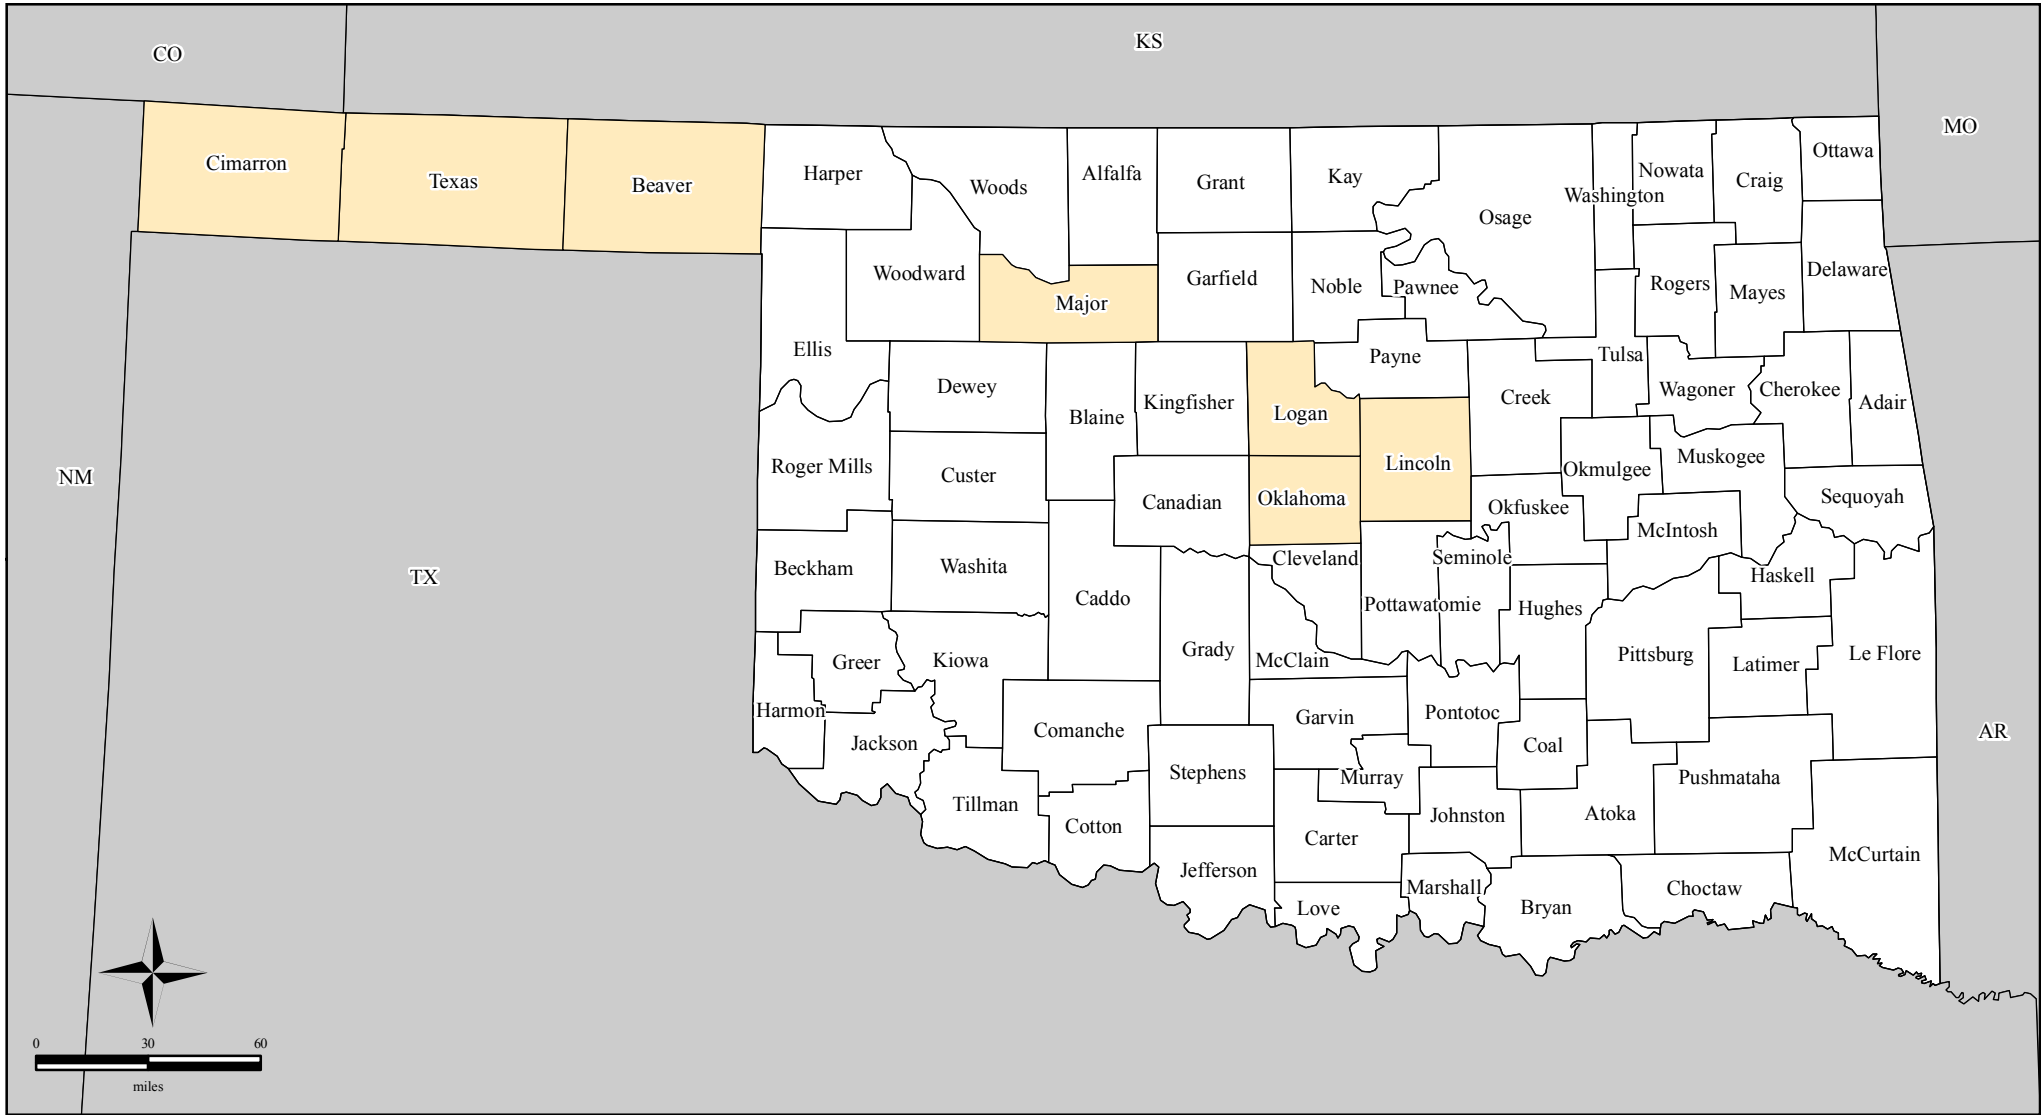 CO
KS
MO
Cimarron
Texas
Beaver
Harper
Woods
Alfalfa
Grant
Kay
Osage
Washington
Nowata
Craig
Ottawa
Woodward
Major
Garfield
Noble
Pawnee
Rogers
Mayes
Delaware
Ellis
Dewey
Blaine
Kingfisher
Logan
Payne
Creek
Tulsa
Wagoner
Cherokee
Adair
NM
Roger Mills
Custer
Canadian
Oklahoma
Lincoln
Okfuskee
Okmulgee
Muskogee
McIntosh
Sequoyah
TX
Beckham
Washita
Caddo
Cleveland
Pottawatomie
Seminole
Hughes
Haskell
Greer
Kiowa
Grady
McClain
Pittsburg
Latimer
Le Flore
Harmon
Jackson
Comanche
Garvin
Pontotoc
Coal
AR
Tillman
Cotton
Stephens
Murray
Johnston
Atoka
Pushmataha
Carter
Jefferson
Love
Marshall
Bryan
Choctaw
McCurtain
0 30 60
miles